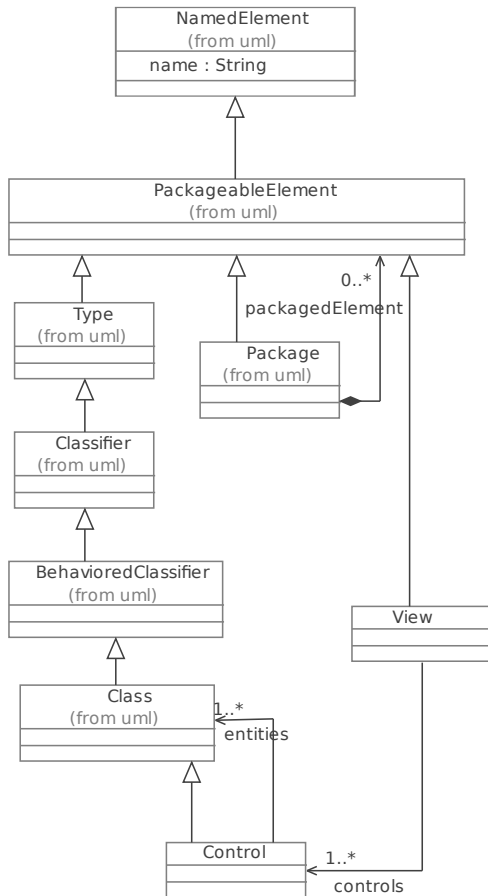 NamedElement
(from uml)
name : String
PackageableElement
(from uml)
0..*
packagedElement
Type
(from uml)
Package
(from uml)
Classifier
(from uml)
BehavioredClassifier
(from uml)
View
Class
(from uml)
1..*
entities
Control
1..*
controls